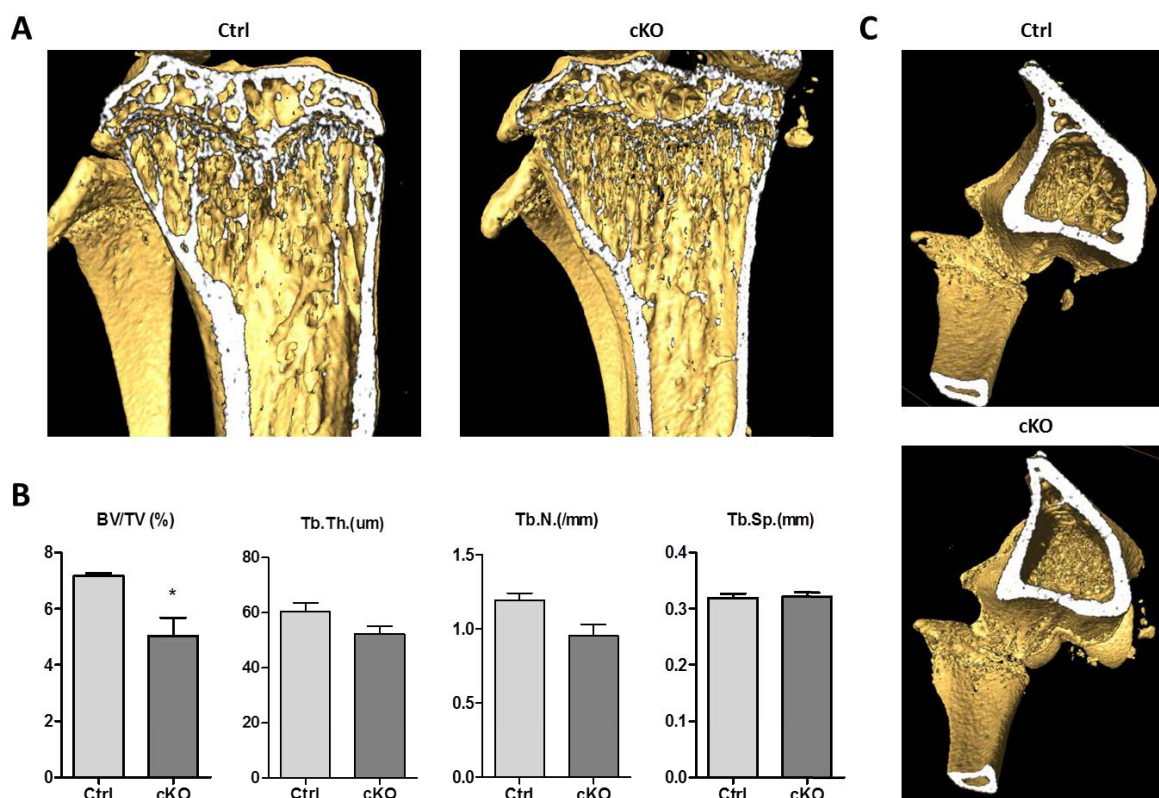 A
Ctrl
cKO
C
Ctrl
cKO
B
BV/TV (%)
8
6
4
2
0
*
Ctrl
cKO
Tb.Th.(um)
80
60
40
20
0
Ctrl
cKO
Tb.N.(/mm)
1.5
1.0
0.5
0.0
Ctrl
cKO
Tb.Sp.(mm)
0.4
0.3
0.2
0.1
0.0
Ctrl
cKO